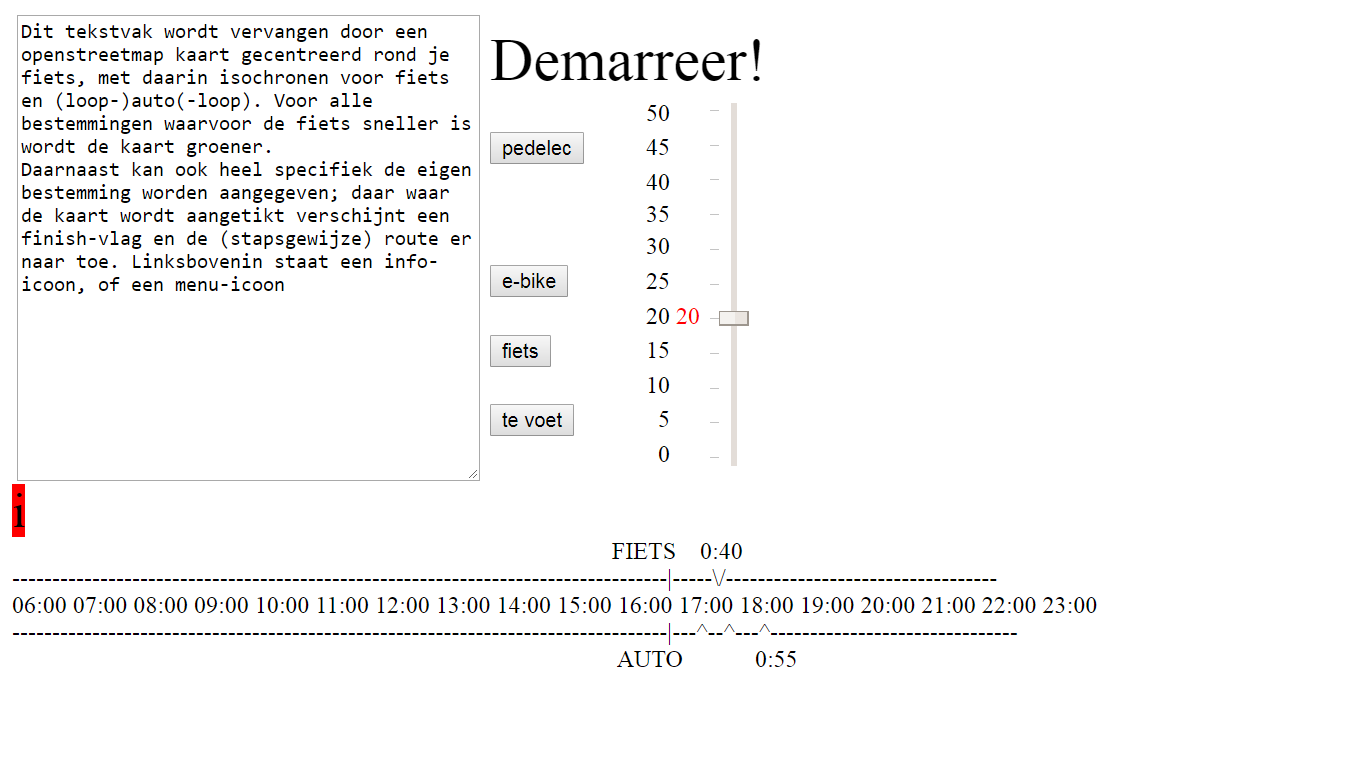 Dit tekstvak wordt vervangen door een
openstreetmap kaart gecentreerd rond je
fiets, met daarin isochronen voor fiets
en (loop-)auto(-loop). Voor alle
bestemmingen waarvoor de fiets sneller is
wordt de kaart groener.
Daarnaast kan ook heel specifiek de eigen
bestemming worden aangegeven; daar waar
de kaart wordt aangetikt verschijnt een
finish-vlag en de (stapsgewijze) route er
naar toe. Linksbovenin staat een info-
icoon, of een menu-icoon
Demarreer!
50
pedelec 45
40
35
30
e-bike 25
20 20
fiets 15
10
te voet 5
0
i
FIETS 0:40
----------------------------------------------------------------------------------|-----\/----------------------------------
06:00 07:00 08:00 09:00 10:00 11:00 12:00 13:00 14:00 15:00 16:00 17:00 18:00 19:00 20:00 21:00 22:00 23:00
----------------------------------------------------------------------------------|---^--^---^-------------------------------
AUTO 0:55